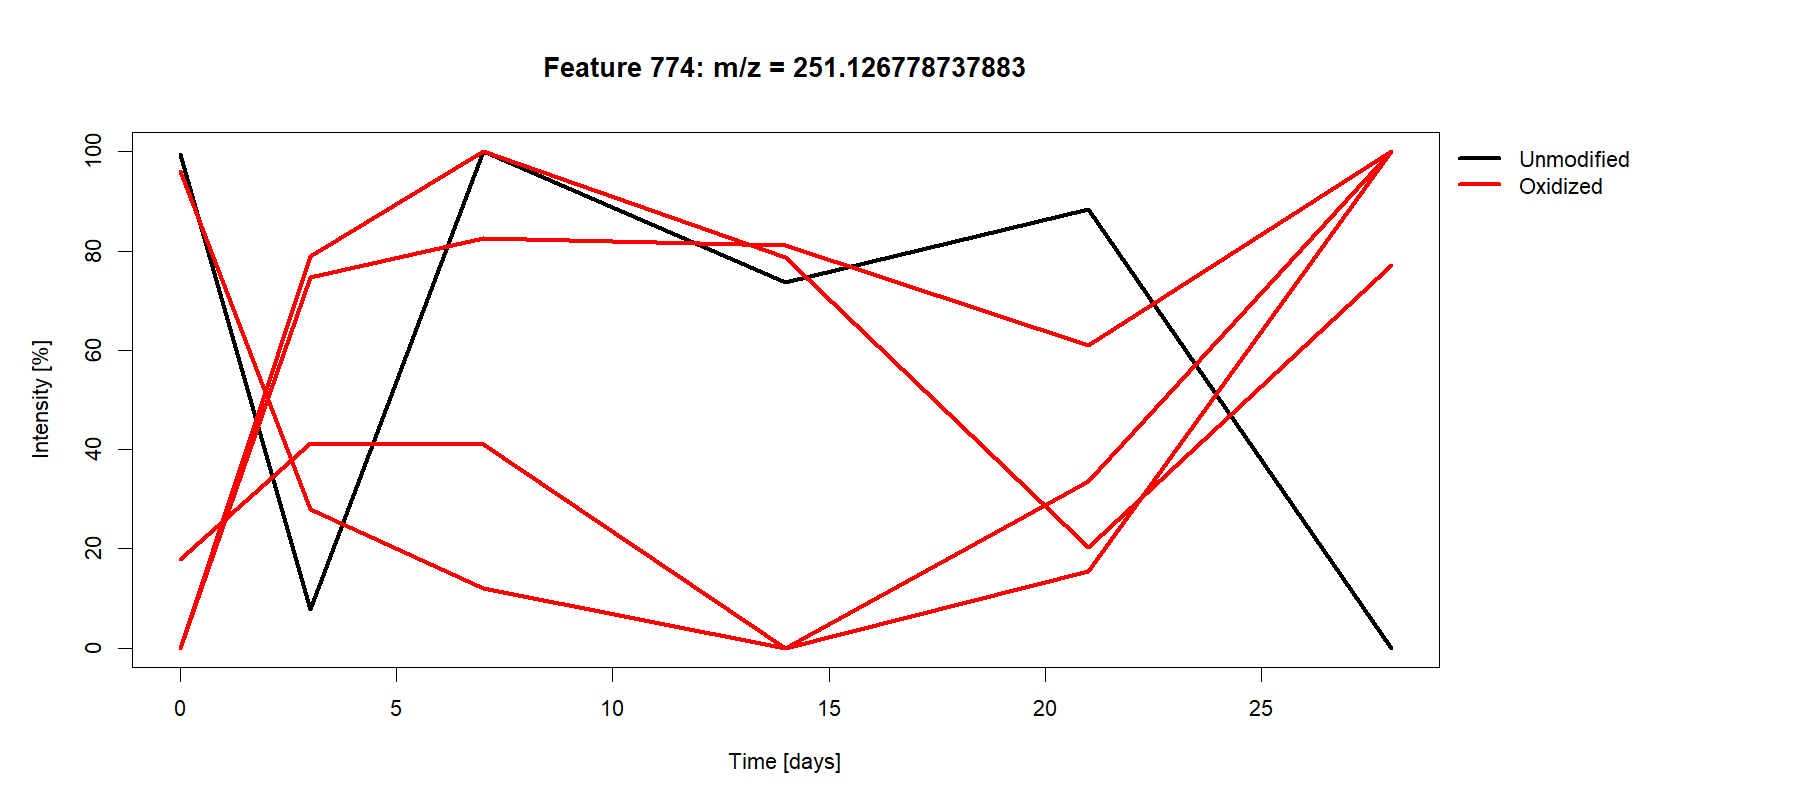 Feature 774: m/z = 251.126778737883
Unmodified
Oxidized
Intensity [%]
100
80
60
40
20
0
0 5 10 15 20 25
Time [days]